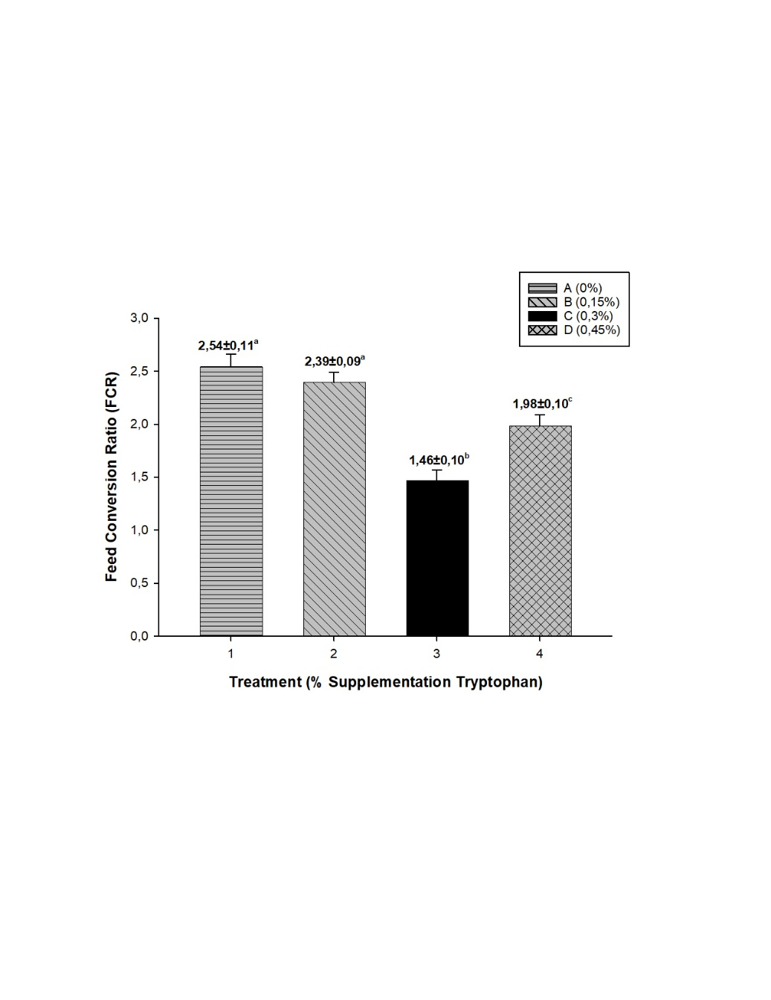 A (0%)
B (0,15%)
C (0,3%)
D (0,45%)
3,0
2,54±0,11ᵃ
2,39±0,09ᵃ
2,5
1,98±0,10ᶜ
2,0
1,46±0,10ᵇ
1,5
1,0
0,5
0,0
Feed Conversion Ratio (FCR)
1 2 3 4
Treatment (% Supplementation Tryptophan)